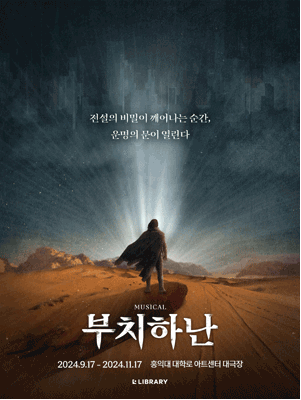 전설의 비밀이 깨어나는 순간,
운명의 문이 열린다
MUSICAL
부치하난
2024.9.17 - 2024.11.17 홍익대 대학로 아트센터 대극장
LIBRARY